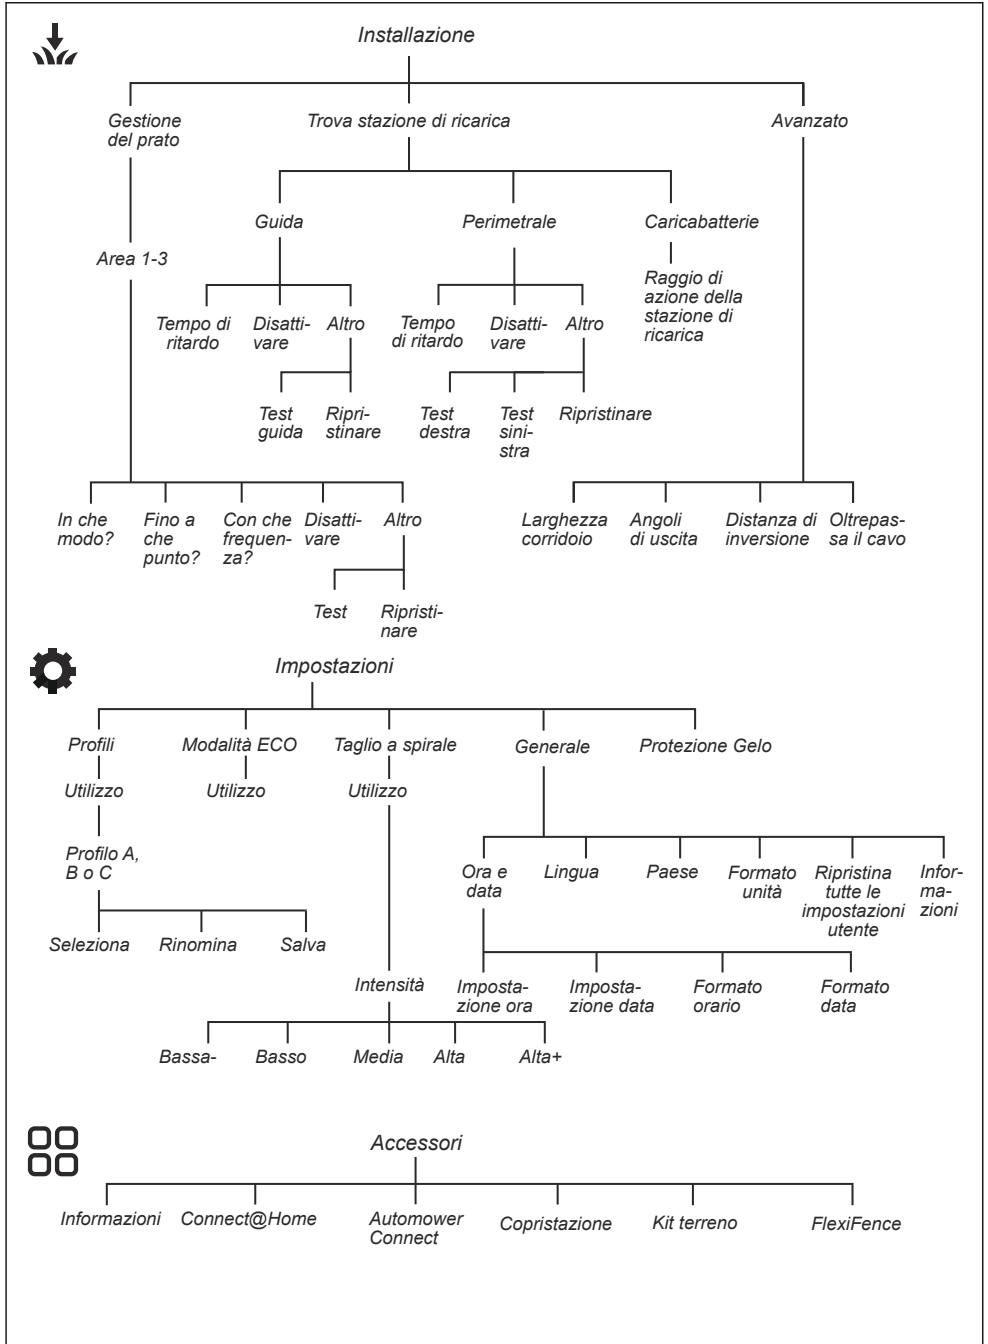 Installazione
Gestione
del prato
Trova stazione di ricarica
Avanzato
Guida
Perimetrale
Caricabatterie
Area 1-3
Raggio di
azione della
stazione di
ricarica
Tempo di
ritardo
Disatti-
vare
Altro
Tempo
di ritardo
Disatti-
vare
Altro
Test
guida
Ripri-
stinare
Test
destra
Test
sini-
stra
Ripristinare
In che
modo?
Fino a
che
punto?
Con che
frequen-
za?
Disatti-
vare
Altro
Larghezza
corridoio
Angoli
di uscita
Distanza di
inversione
Oltrepas-
sa il cavo
Test
Ripristi-
nare
Impostazioni
Profili
Modalità ECO
Taglio a spirale
Generale
Protezione Gelo
Utilizzo
Utilizzo
Utilizzo
Profilo A,
B o C
Ora e
data
Lingua
Paese
Formato
unità
Ripristina
tutte le
impostazioni
utente
Infor-
ma-
zioni
Seleziona
Rinomina
Salva
Intensità
Imposta-
zione ora
Imposta-
zione data
Formato
orario
Formato
data
Bassa-
Basso
Media
Alta
Alta+
Accessori
Informazioni
Connect@Home
Automower
Connect
Copristazione
Kit terreno
FlexiFence